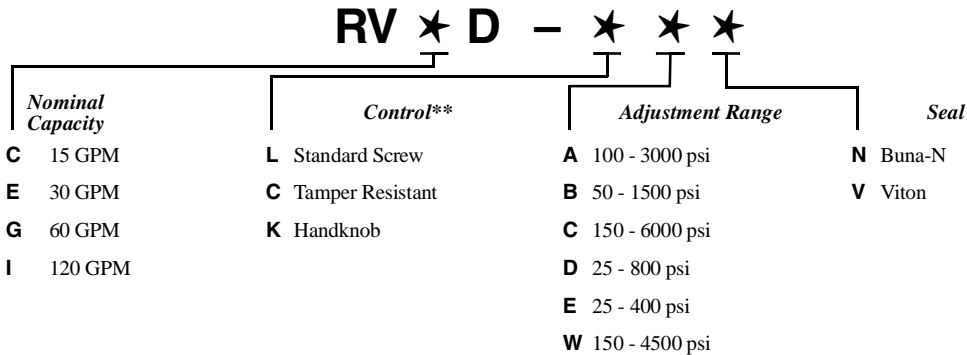 RV ✶ D – ✶ ✶ ✶
Nominal
Capacity
C 15 GPM
E 30 GPM
G 60 GPM
I 120 GPM
Control**
L Standard Screw
C Tamper Resistant
K Handknob
Adjustment Range
A 100 - 3000 psi
B 50 - 1500 psi
C 150 - 6000 psi
D 25 - 800 psi
E 25 - 400 psi
W 150 - 4500 psi
Seal
N Buna-N
V Viton